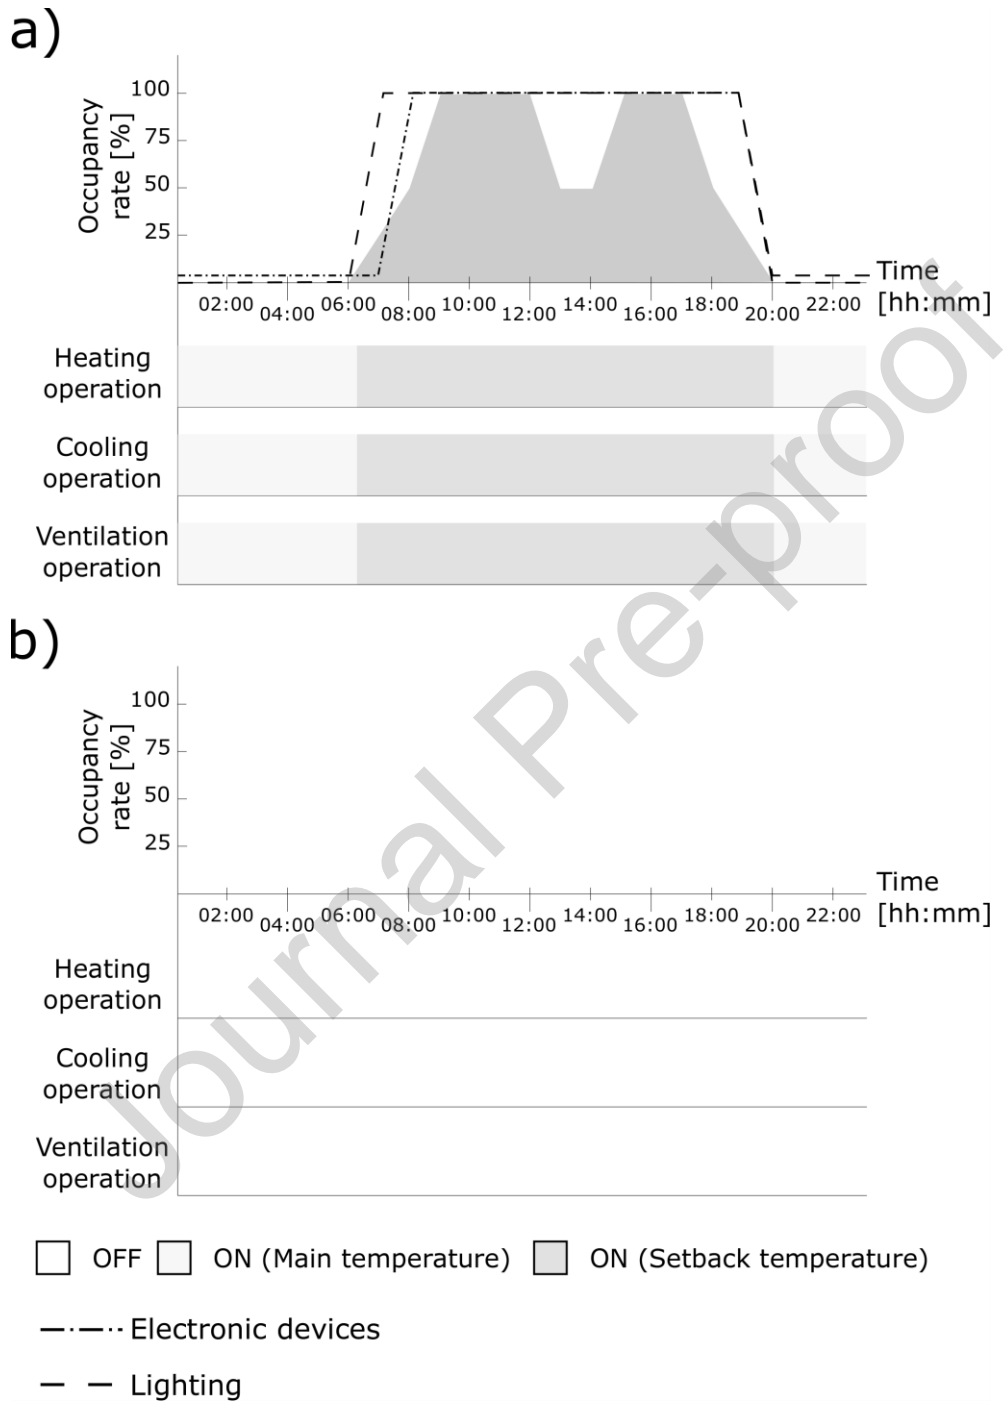 a)
Occupancy
rate [%]
100
75
50
25
02:00 04:00 06:00 08:00 10:00 12:00 14:00 16:00 18:00 20:00 22:00
Time
[hh:mm]
Heating
operation
Cooling
operation
Ventilation
operation
b)
Occupancy
rate [%]
100
75
50
25
02:00 04:00 06:00 08:00 10:00 12:00 14:00 16:00 18:00 20:00 22:00
Time
[hh:mm]
Heating
operation
Cooling
operation
Ventilation
operation
OFF ON (Main temperature) ON (Setback temperature)
Electronic devices
Lighting
Journal Pre-proof